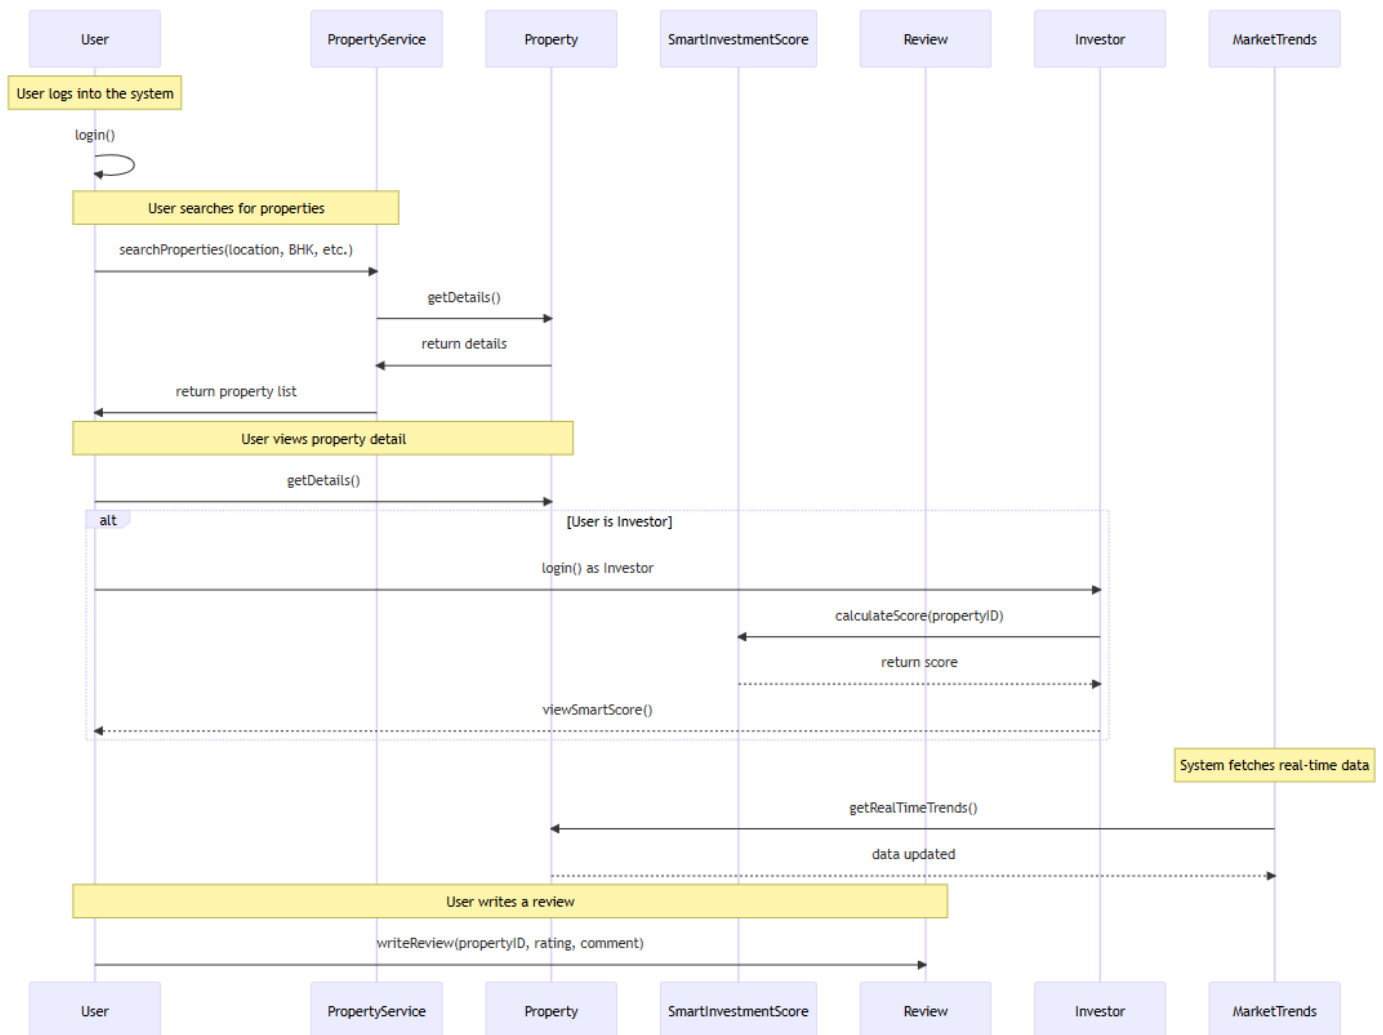 User
PropertyService
Property
SmartInvestmentScore
Review
Investor
MarketTrends
User logs into the system
login()
User searches for properties
searchProperties(location, BHK, etc.)
getDetails()
return details
return property list
User views property detail
getDetails()
alt
[User is Investor]
login() as Investor
calculateScore(propertyID)
return score
viewSmartScore()
System fetches real-time data
getRealTimeTrends()
data updated
User writes a review
writeReview(propertyID, rating, comment)
User
PropertyService
Property
SmartInvestmentScore
Review
Investor
MarketTrends